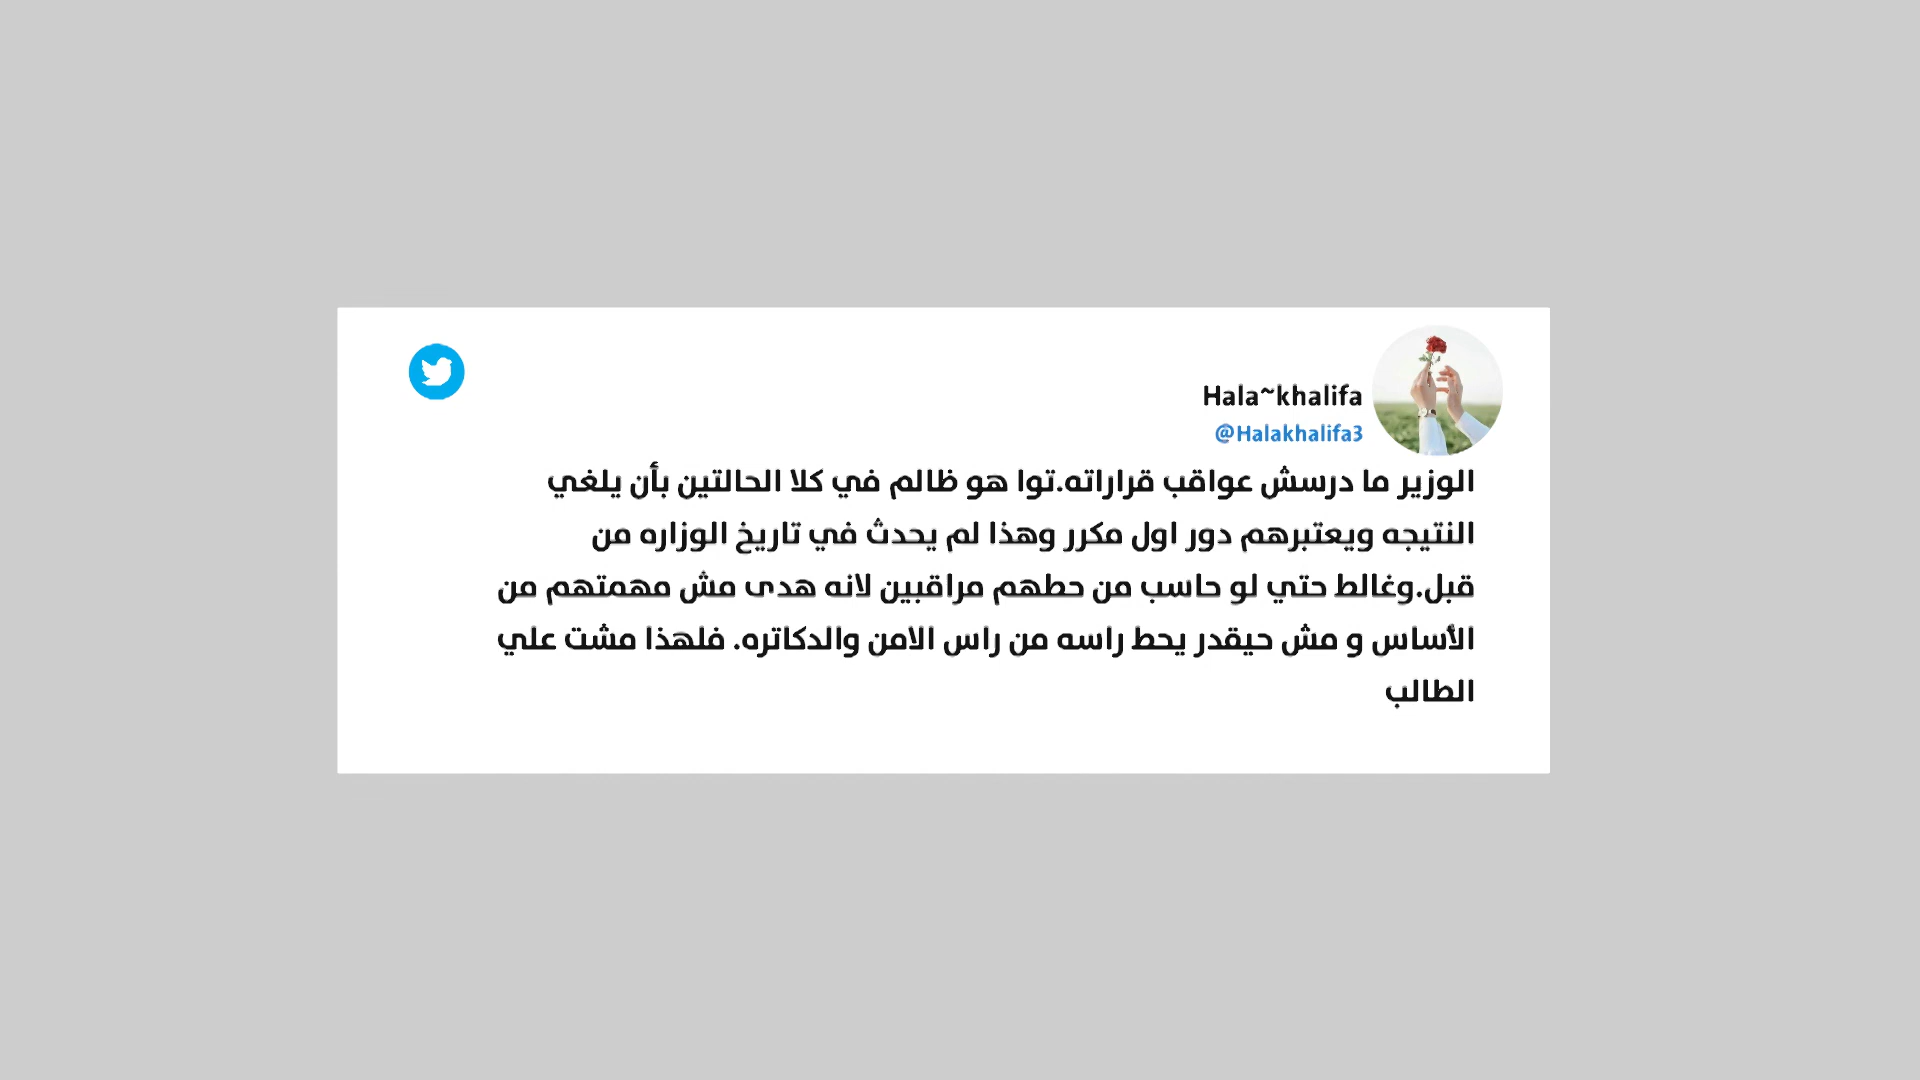 Hala~khalifa
@Halakhalifa3
الوزير ما درسش عواقب قراراته.توا هو ظالم في كلا الحالتين بأن يلغي
النتيجه ويعتبرهم دور اول مكرر وهذا لم يحدث في تاريخ الوزاره من
قبل.وغالط حتي لو حاسب من حطهم مراقبين لانه هدى مش مهمتهم من
الأساس و مش حيقدر يحط راسه من راس الامن والدكاتره. فلهذا مشت علي
الطالب